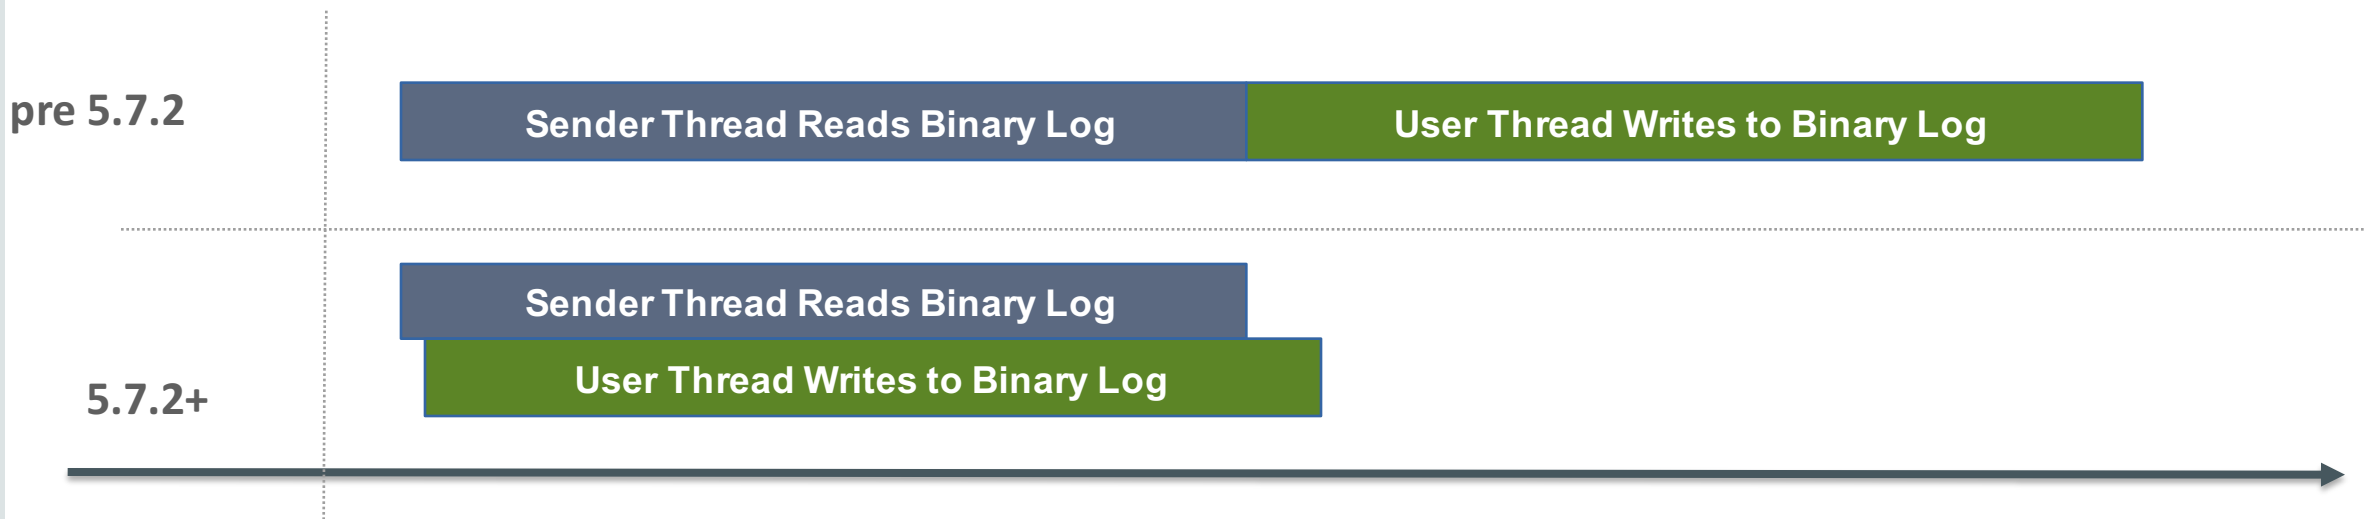 pre 5.7.2
Sender Thread Reads Binary Log
User Thread Writes to Binary Log
Sender Thread Reads Binary Log
User Thread Writes to Binary Log
5.7.2+